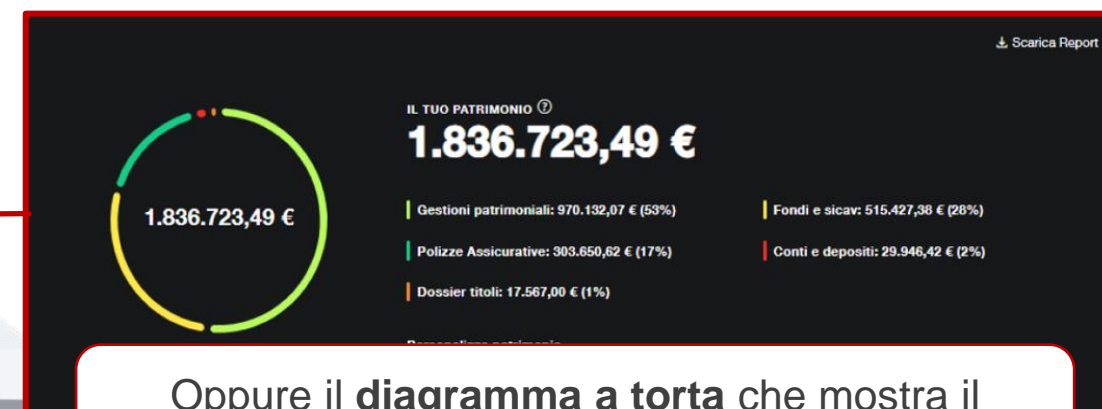 Scarica Report
IL TUO PATRIMONIO ?
1.836.723,49 €
1.836.723,49 €
Gestioni patrimoniali: 970.132,07 € (53%)
Fondi e sicav: 515.427,38 € (28%)
Polizze Assicurative: 303.650,62 € (17%)
Conti e depositi: 29.946,42 € (2%)
Dossier titoli: 17.567,00 € (1%)
Oppure il diagramma a torta che mostra il